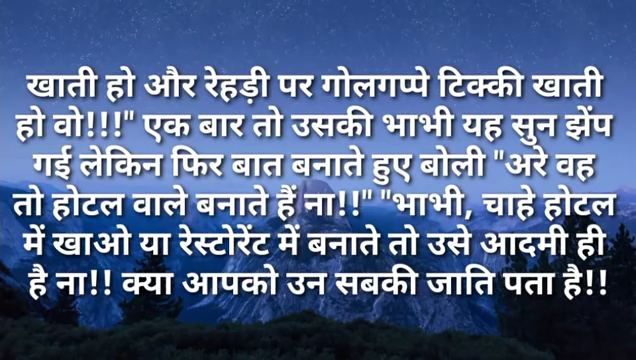 खाती हो और रेहड़ी पर गोलगप्पे टिक्की खाती
हो वो!!!" एक बार तो उसकी भाभी यह सुन झेंप
गई लेकिन फिर बात बनाते हुए बोली "अरे वह
तो होटल वाले बनाते हैं ना!!" "भाभी, चाहे होटल
में खाओ या रेस्टोरेंट में बनाते तो उसे आदमी ही
है ना!! क्या आपको उन सबकी जाति पता है!!